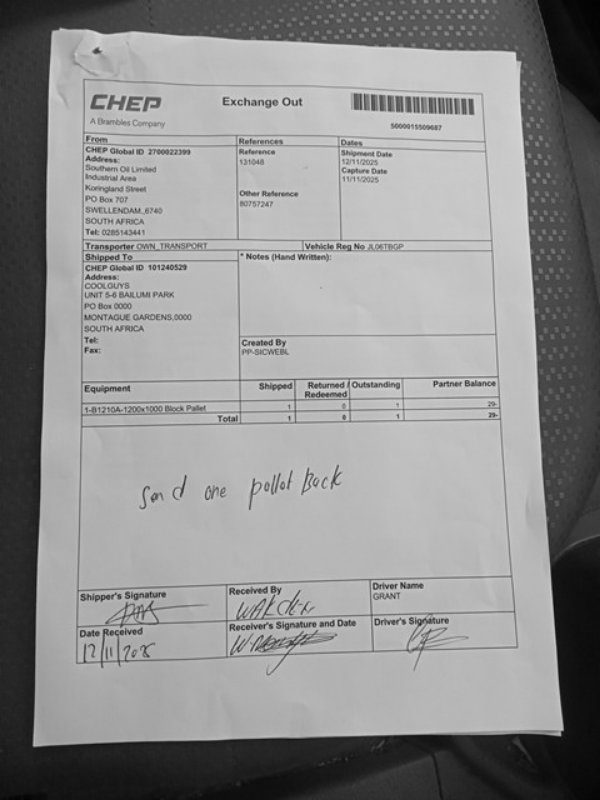 CHEP
A Brambles Company
Exchange Out
5000015509687
From
CHEP Global ID 2700022399
Address:
Southern Oil Limited
Industrial Area
Koringland Street
PO Box 707
SWELLENDAM,,6740
SOUTH AFRICA
Tel: 0285143441
References
Reference
131048
Other Reference
80757247
Dates
Shipment Date
12/11/2025
Capture Date
11/11/2025
Transporter OWN_TRANSPORT
Vehicle Reg No JL06TBGP
Shipped To
CHEP Global ID 101240529
Address:
COOLGUYS
UNIT 5-6 BAILUMI PARK
PO Box 0000
MONTAGUE GARDENS,0000
SOUTH AFRICA
Tel:
Fax:
* Notes (Hand Written):
Created By
PP-SICWEBL
Equipment Shipped Returned / Redeemed Outstanding Partner Balance
1-B1210A-1200x1000 Block Pallet 1 0 1 29-
Total 1 0 1 29-
Send one pallet Back
Shipper's Signature
Received By
Driver Name
GRANT
Date Received
12/11/2025
Receiver's Signature and Date
Driver's Signature